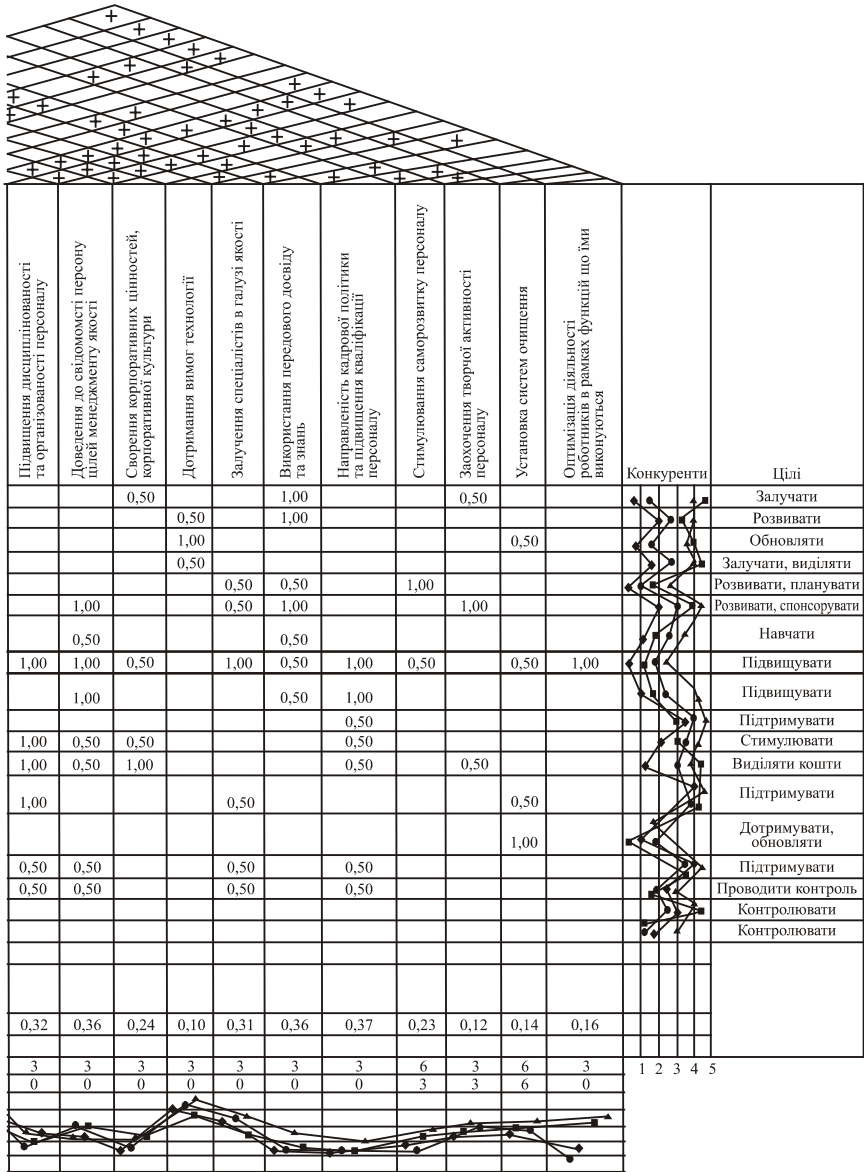 Підвищення дисциплінованості
та організованості персоналу
Доведення до свідомомсті персону
цілей менеджменту якості
Сворення корпоративних цінностей,
корпоративної культури
Дотримання вимог технології
Залучення спеціалістів в галузі якості
Використання передового досвіду
та знань
Направленість кадрової політики
та підвищення кваліфікації
персоналу
Стимулювання саморозвитку персоналу
Заохочення творчої активності
персоналу
Установка систем очищення
Оптимізація діяльності
роботників в рамках функцій що їми
виконуються
Конкуренти Цілі
0,50 1,00 0,50 Залучати
0,50 1,00 Розвивати
1,00 0,50 Обновляти
0,50 Залучати, виділяти
0,50 0,50 1,00 Розвивати, планувати
1,00 0,50 1,00 1,00 Розвивати, спонсорувати
0,50 0,50 Навчати
1,00 1,00 0,50 1,00 0,50 1,00 0,50 0,50 1,00 Підвищувати
1,00 0,50 1,00 Підвищувати
0,50 Підтримувати
1,00 0,50 0,50 0,50 Стимулювати
1,00 0,50 1,00 0,50 0,50 Виділяти кошти
1,00 0,50 0,50 Підтримувати
1,00 Дотримувати,
обновляти
0,50 0,50 0,50 0,50 Підтримувати
0,50 0,50 0,50 0,50 Проводити контроль
Контролювати
Контролювати
0,32 0,36 0,24 0,10 0,31 0,36 0,37 0,23 0,12 0,14 0,16
3 3 3 3 3 3 3 6 3 6 3 1 2 3 4 5
0 0 0 0 0 0 0 3 3 6 0